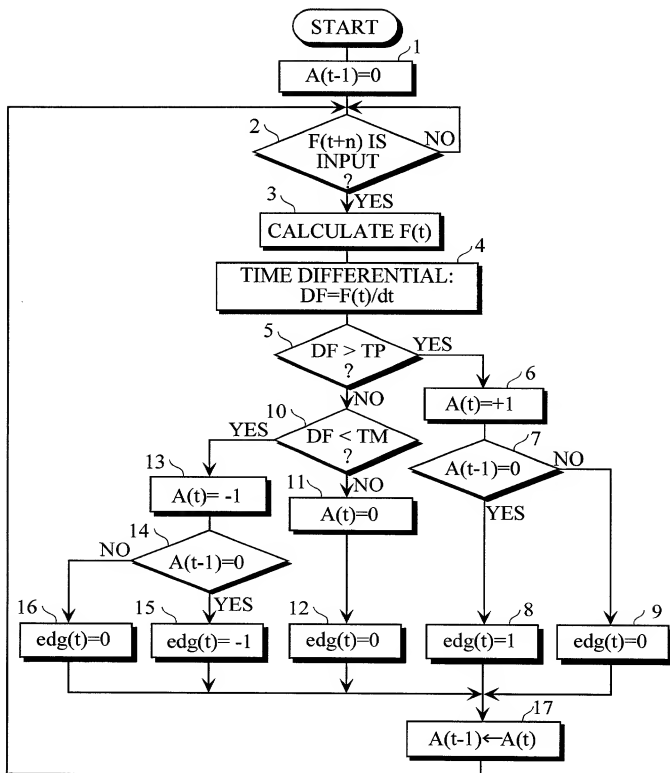 START
1
A(t-1)=0
2
F(t+n) IS
INPUT
?
NO
YES
3
CALCULATE F(t)
4
TIME DIFFERENTIAL:
DF=F(t)/dt
5
DF > TP
?
YES
NO
6
A(t)=+1
10
DF < TM
?
YES
NO
7
A(t-1)=0
NO
YES
13
A(t)= -1
11
A(t)=0
14
A(t-1)=0
NO
YES
16
edg(t)=0
15
edg(t)= -1
12
edg(t)=0
8
edg(t)=1
9
edg(t)=0
17
A(t-1)←A(t)